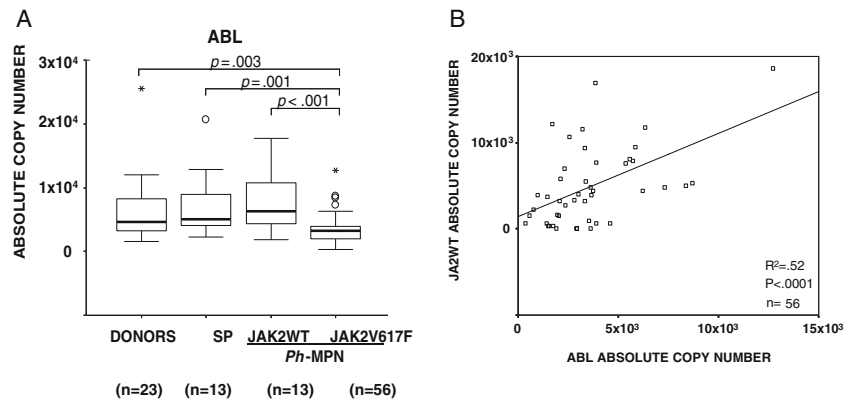 A
ABL
ABSOLUTE COPY NUMBER
3x10⁴
2x10⁴
1x10⁴
0
p=.003
p=.001
p<.001
*
*
DONORS SP JAK2WT JAK2V617F
Ph-MPN
(n=23) (n=13) (n=13) (n=56)
B
JA2WT ABSOLUTE COPY NUMBER
20x10³
10x10³
0
R²=.52
P<.0001
n= 56
0 5x10³ 10x10³ 15x10³
ABL ABSOLUTE COPY NUMBER